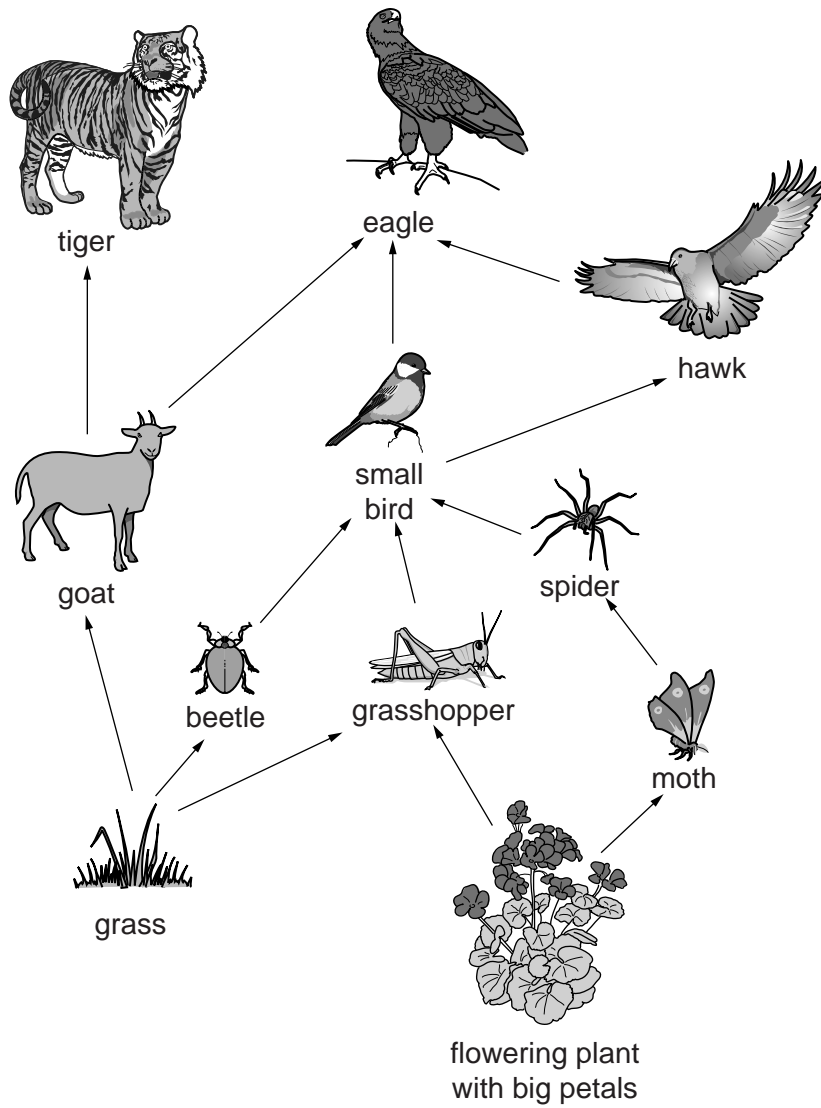 tiger
eagle
hawk
small
bird
spider
goat
beetle
grasshopper
moth
grass
flowering plant
with big petals